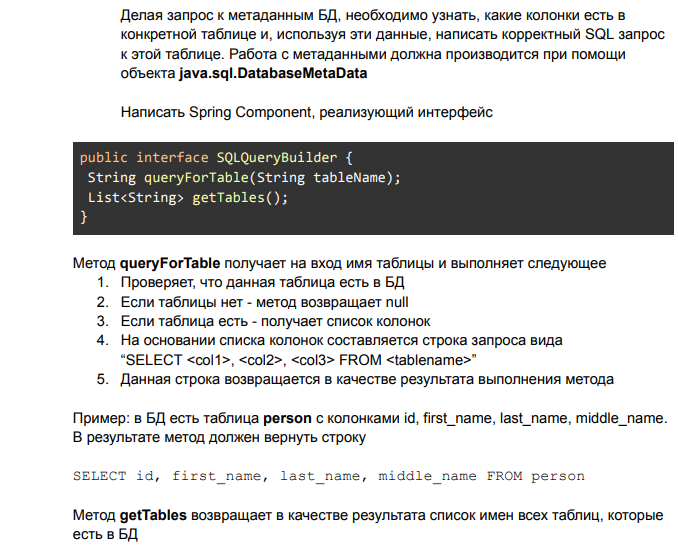 Делая запрос к метаданным БД, необходимо узнать, какие колонки есть в
конкретной таблице и, используя эти данные, написать корректный SQL запрос
к этой таблице. Работа с метаданными должна производится при помощи
объекта java.sql.DatabaseMetaData
Написать Spring Component, реализующий интерфейс
public interface SQLQueryBuilder {
String queryForTable(String tableName);
List<String> getTables();
}
Метод queryForTable получает на вход имя таблицы и выполняет следующее
1. Проверяет, что данная таблица есть в БД
2. Если таблицы нет - метод возвращает null
3. Если таблица есть - получает список колонок
4. На основании списка колонок составляется строка запроса вида
“SELECT <col1>, <col2>, <col3> FROM <tablename>”
5. Данная строка возвращается в качестве результата выполнения метода
Пример: в БД есть таблица person с колонками id, first_name, last_name, middle_name.
В результате метод должен вернуть строку
SELECT id, first_name, last_name, middle_name FROM person
Метод getTables возвращает в качестве результата список имен всех таблиц, которые
есть в БД